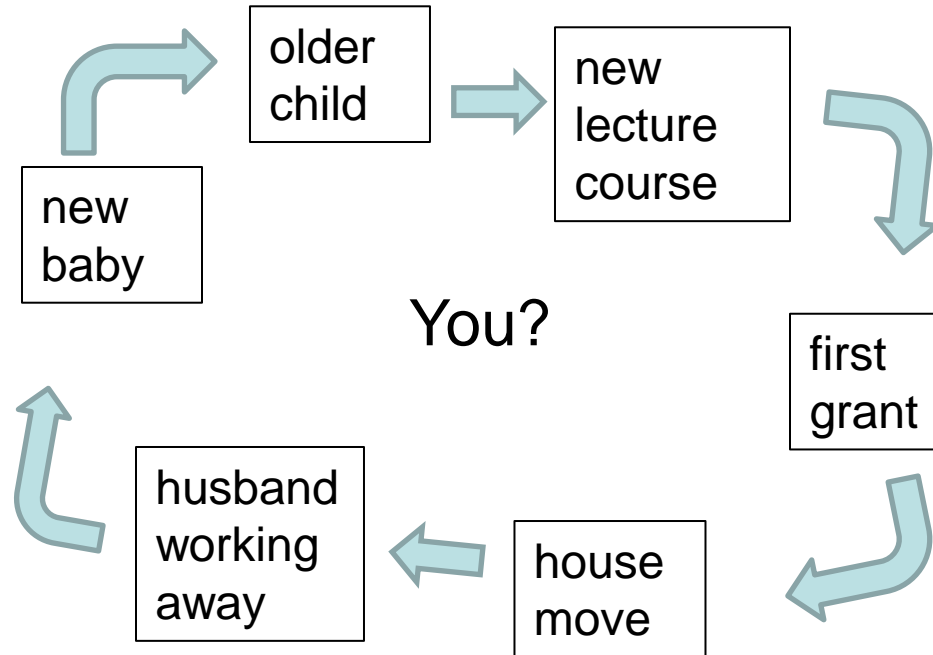 older
child
new
lecture
course
new
baby
You?
first
grant
husband
working
away
house
move